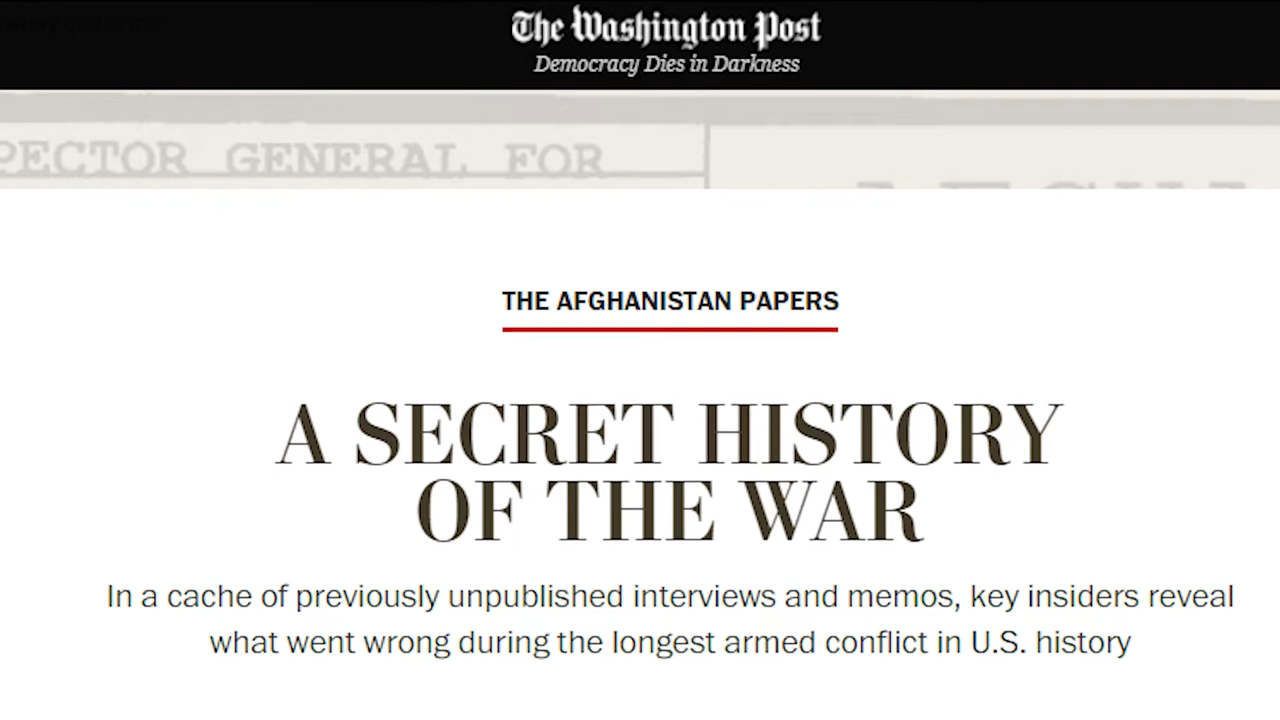 The Washington Post
Democracy Dies in Darkness
PECTOR GENERAL FOR
THE AFGHANISTAN PAPERS
A SECRET HISTORY
OF THE WAR
In a cache of previously unpublished interviews and memos, key insiders reveal
what went wrong during the longest armed conflict in U.S. history